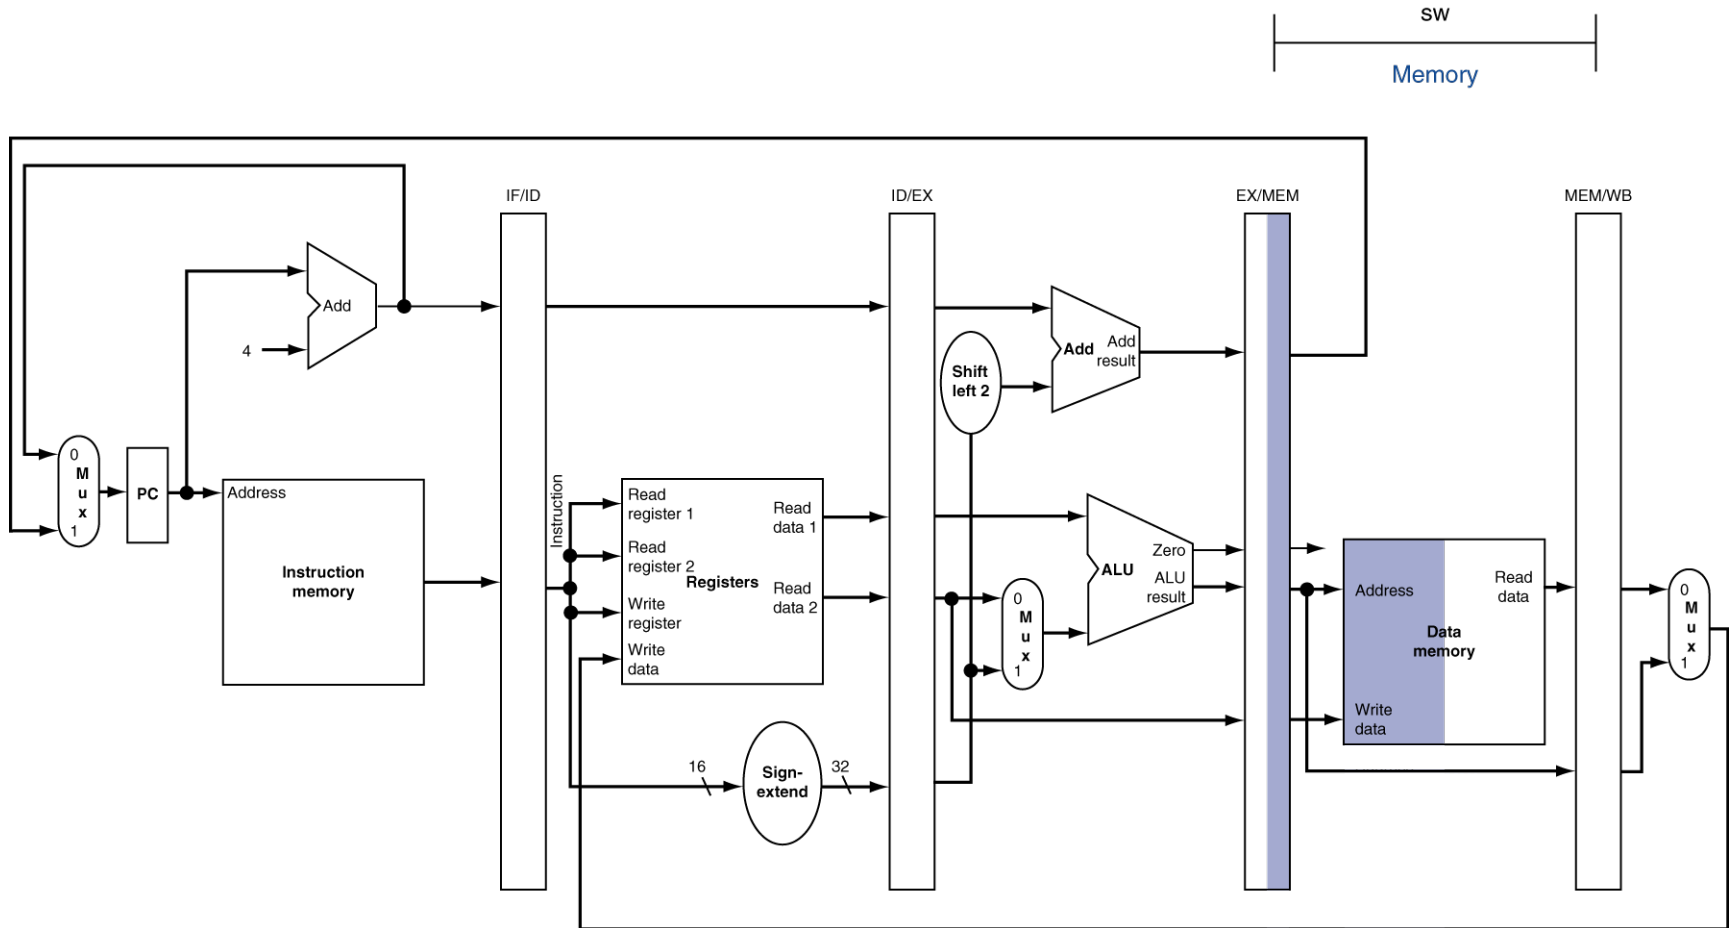 SW
Memory
IF/ID
ID/EX
EX/MEM
MEM/WB
Add
4
Add
Add
result
Shift
left 2
0
M
u
x
1
PC
Address
Instruction
memory
Instruction
Read
register 1
Read
register 2
Write
register
Write
data
Registers
Read
data 1
Read
data 2
16
Sign-
extend
32
0
M
u
x
1
Zero
ALU
ALU
result
Address
Read
data
Data
memory
Write
data
0
M
u
x
1